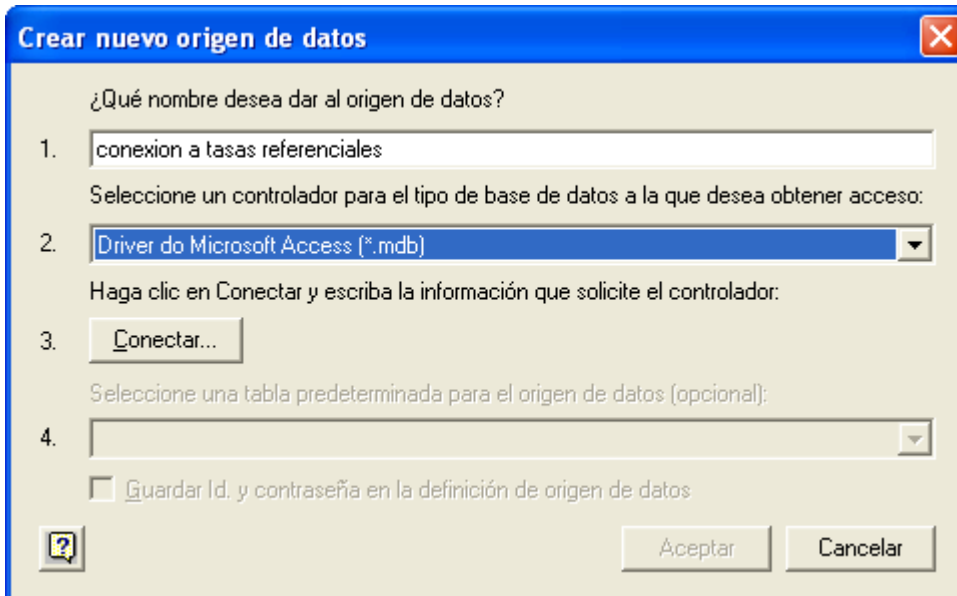 Crear nuevo origen de datos
¿Qué nombre desea dar al origen de datos?
1. conexion a tasas referenciales
Seleccione un controlador para el tipo de base de datos a la que desea obtener acceso:
2. Driver do Microsoft Access (*.mdb)
Haga clic en Conectar y escriba la información que solicite el controlador:
3. Conectar...
Seleccione una tabla predeterminada para el origen de datos (opcional):
4.
Guardar Id. y contraseña en la definición de origen de datos
? Aceptar Cancelar